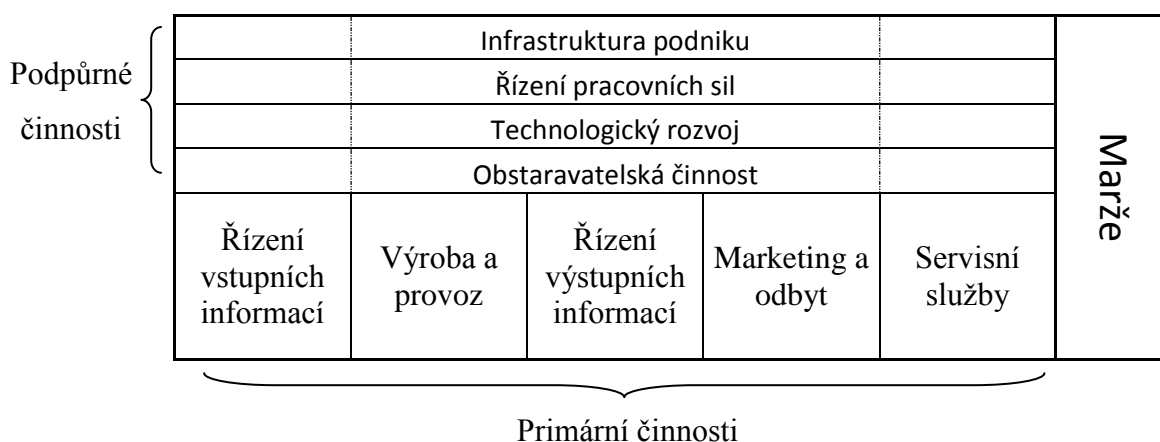 Podpůrné
činnosti
Infrastruktura podniku
Řízení pracovních sil
Technologický rozvoj
Obstaravatelská činnost
Řízení
vstupních
informací
Výroba a
provoz
Řízení
výstupních
informací
Marketing a
odbyt
Servisní
služby
Marže
Primární činnosti